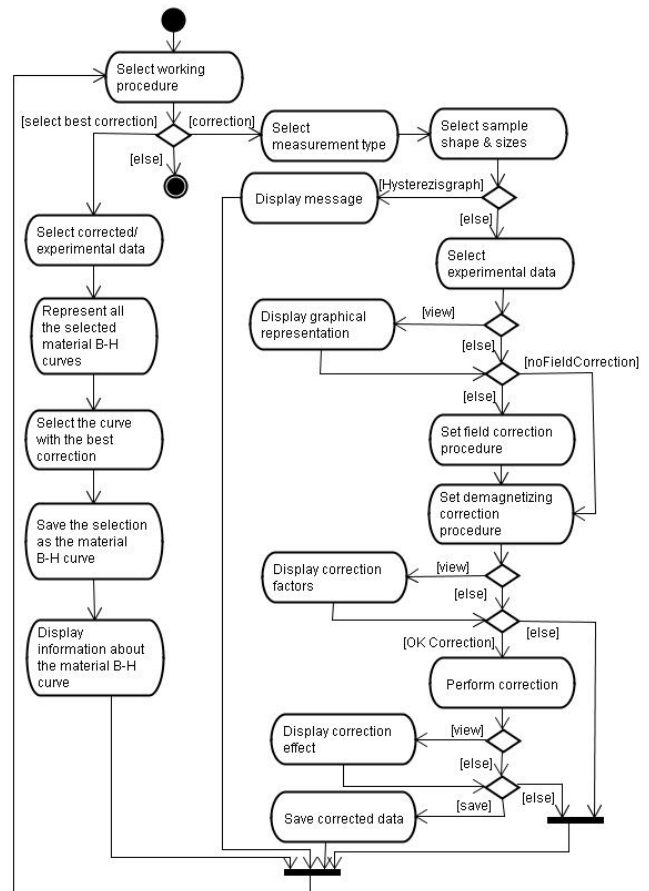 Select working
procedure
[select best correction]
[correction]
[else]
Select
measurement type
Select sample
shape & sizes
[Hysterezisgraph]
Display message
[else]
Select corrected/
experimental data
Select
experimental data
Represent all
the selected
material B-H
curves
[view]
Display graphical
representation
[else]
[noFieldCorrection]
[else]
Select the curve
with the best
correction
Set field correction
procedure
Save the selection
as the material
B-H curve
Set demagnetizing
correction
procedure
[view]
Display correction
factors
[else]
[else]
[OK Correction]
Display
information about
the material B-H
curve
Perform correction
[view]
Display correction
effect
[else]
[else]
[save]
Save corrected data